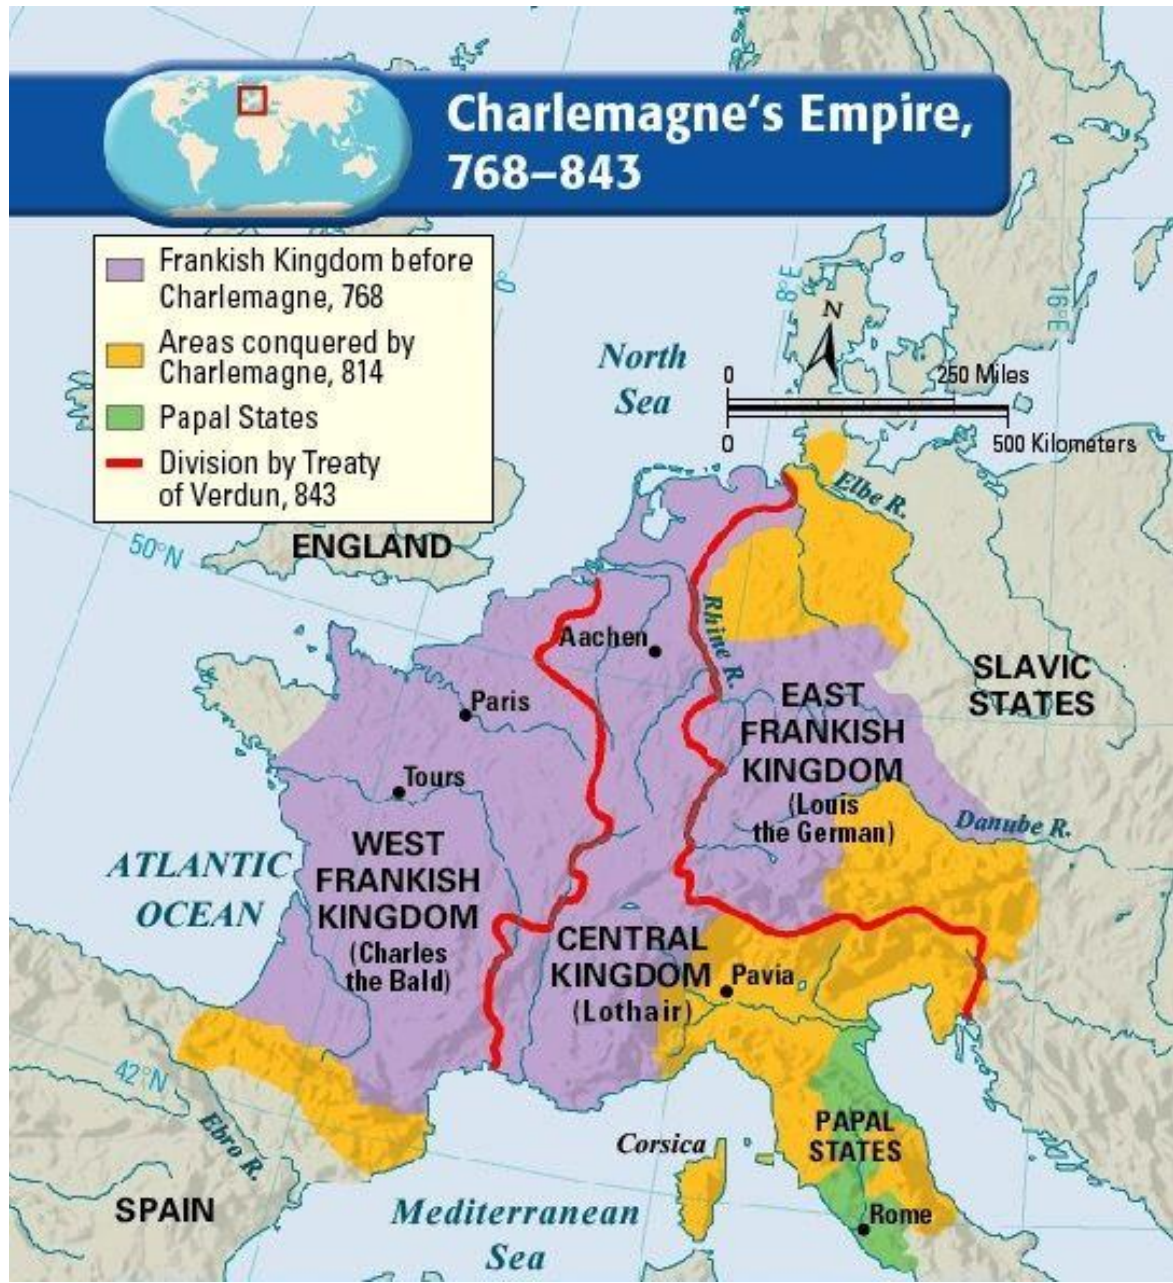 Charlemagne's Empire,
768–843
Frankish Kingdom before
Charlemagne, 768
Areas conquered by
Charlemagne, 814
Papal States
Division by Treaty
of Verdun, 843
0°
8°E
16°E
N
North
Sea
0
250 Miles
0
500 Kilometers
Elbe R.
50°N
ENGLAND
Aachen
Rhine R.
SLAVIC
STATES
Paris
EAST
FRANKISH
KINGDOM
(Louis
the German)
Tours
Danube R.
WEST
FRANKISH
KINGDOM
(Charles
the Bald)
ATLANTIC
OCEAN
CENTRAL
KINGDOM
(Lothair)
Pavia
42°N
Ebro R.
PAPAL
STATES
Corsica
SPAIN
Mediterranean
Sea
Rome